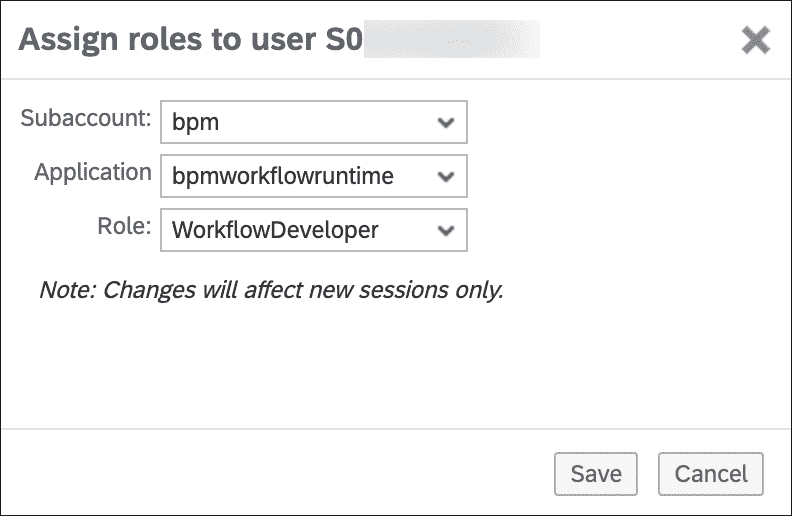 Assign roles to user S0
Subaccount: bpm
Application bpmworkflowruntime
Role: WorkflowDeveloper
Note: Changes will affect new sessions only.
Save Cancel